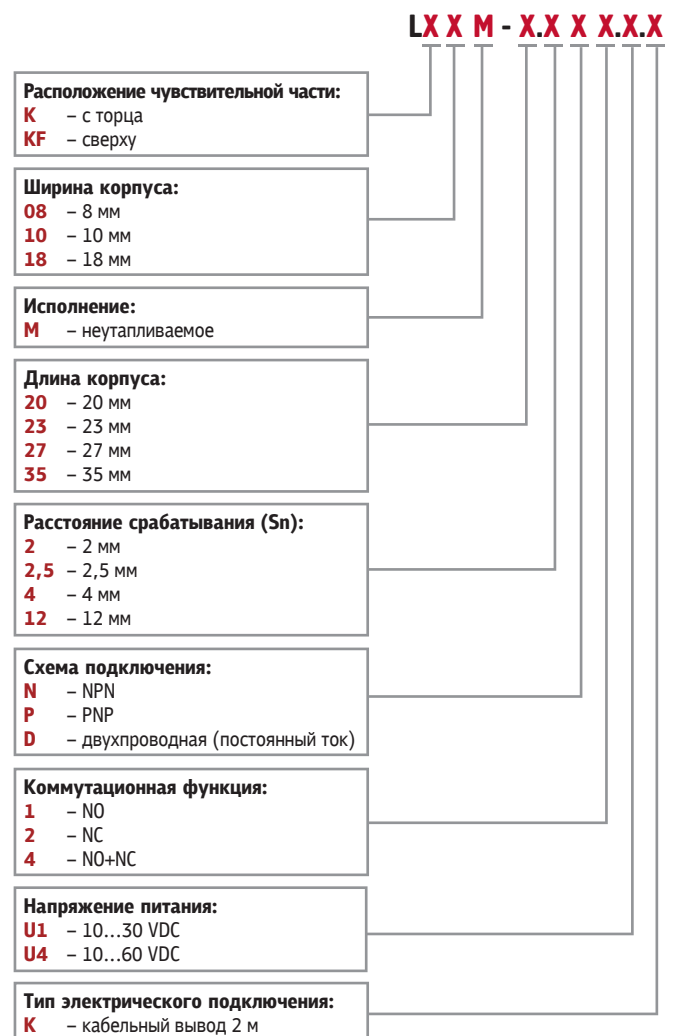 LX X M - X.X X X.X.X
Расположение чувствительной части:
K – с торца
KF – сверху
Ширина корпуса:
08 – 8 мм
10 – 10 мм
18 – 18 мм
Исполнение:
M – неутапливаемое
Длина корпуса:
20 – 20 мм
23 – 23 мм
27 – 27 мм
35 – 35 мм
Расстояние срабатывания (Sn):
2 – 2 мм
2,5 – 2,5 мм
4 – 4 мм
12 – 12 мм
Схема подключения:
N – NPN
P – PNP
D – двухпроводная (постоянный ток)
Коммутационная функция:
1 – NO
2 – NC
4 – NO+NC
Напряжение питания:
U1 – 10...30 VDC
U4 – 10...60 VDC
Тип электрического подключения:
K – кабельный вывод 2 м